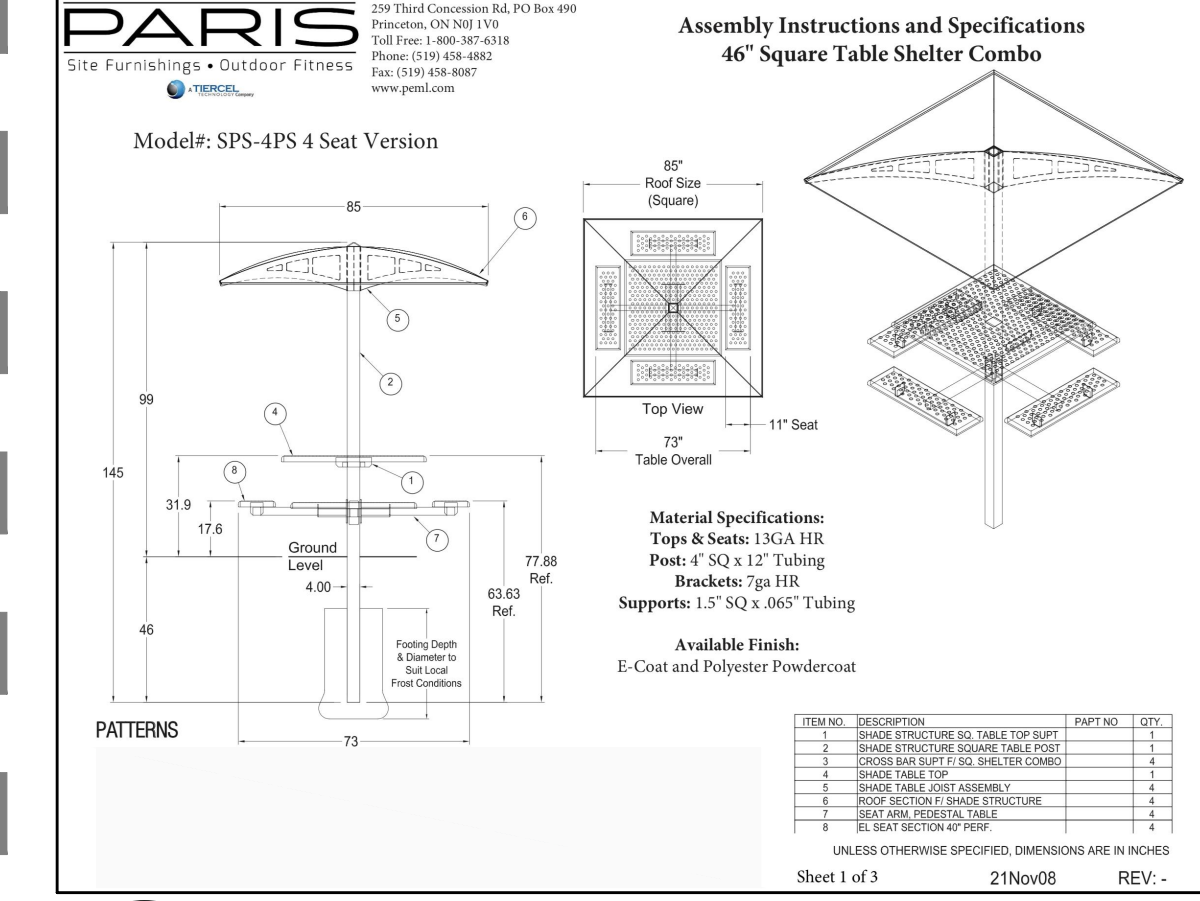 PARIS
Site Furnishings • Outdoor Fitness
A TIERCEL
TECHNOLOGY Company
259 Third Concession Rd, PO Box 490
Princeton, ON N0J 1V0
Toll Free: 1-800-387-6318
Phone: (519) 458-4882
Fax: (519) 458-8087
www.peml.com
Assembly Instructions and Specifications
46" Square Table Shelter Combo
Model#: SPS-4PS 4 Seat Version
85
6
5
2
99
4
145
8
1
31.9
17.6
7
Ground
Level
77.88
Ref.
4.00
63.63
Ref.
46
Footing Depth
& Diameter to
Suit Local
Frost Conditions
73
85"
Roof Size
(Square)
Top View
11" Seat
73"
Table Overall
Material Specifications:
Tops & Seats: 13GA HR
Post: 4" SQ x 12" Tubing
Brackets: 7ga HR
Supports: 1.5" SQ x .065" Tubing
Available Finish:
E-Coat and Polyester Powdercoat
PATTERNS
ITEM NO. DESCRIPTION PAPT NO QTY.
1 SHADE STRUCTURE SQ. TABLE TOP SUPT 1
2 SHADE STRUCTURE SQUARE TABLE POST 1
3 CROSS BAR SUPT F/ SQ. SHELTER COMBO 4
4 SHADE TABLE TOP 1
5 SHADE TABLE JOIST ASSEMBLY 4
6 ROOF SECTION F/ SHADE STRUCTURE 4
7 SEAT ARM, PEDESTAL TABLE 4
8 EL SEAT SECTION 40" PERF. 4
UNLESS OTHERWISE SPECIFIED, DIMENSIONS ARE IN INCHES
Sheet 1 of 3 21Nov08 REV: -